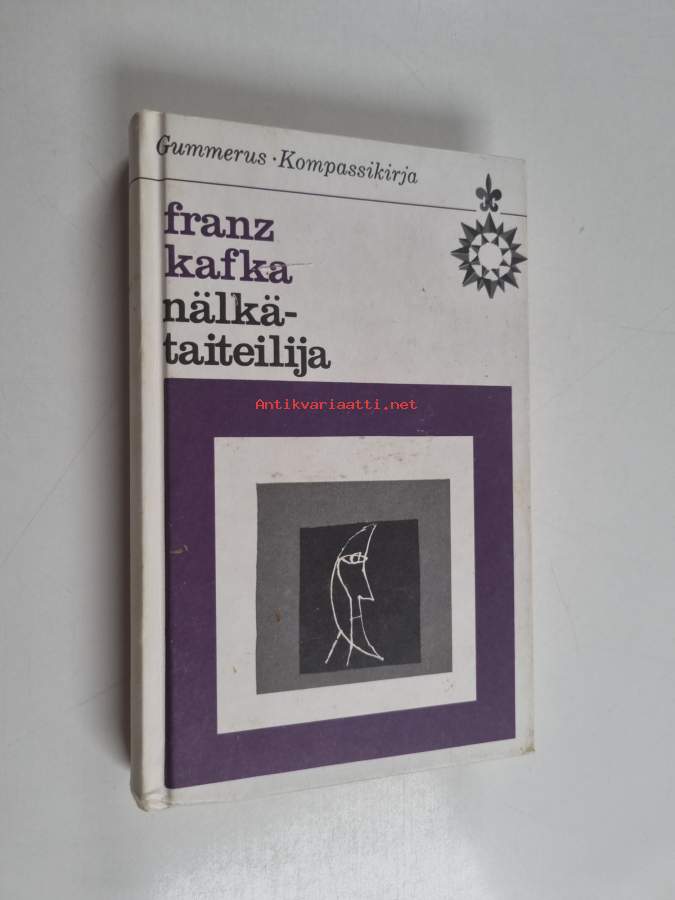 Gummerus · Kompassikirja
franz
kafka
nälkä-
taiteilija
Antikvariaatti.net